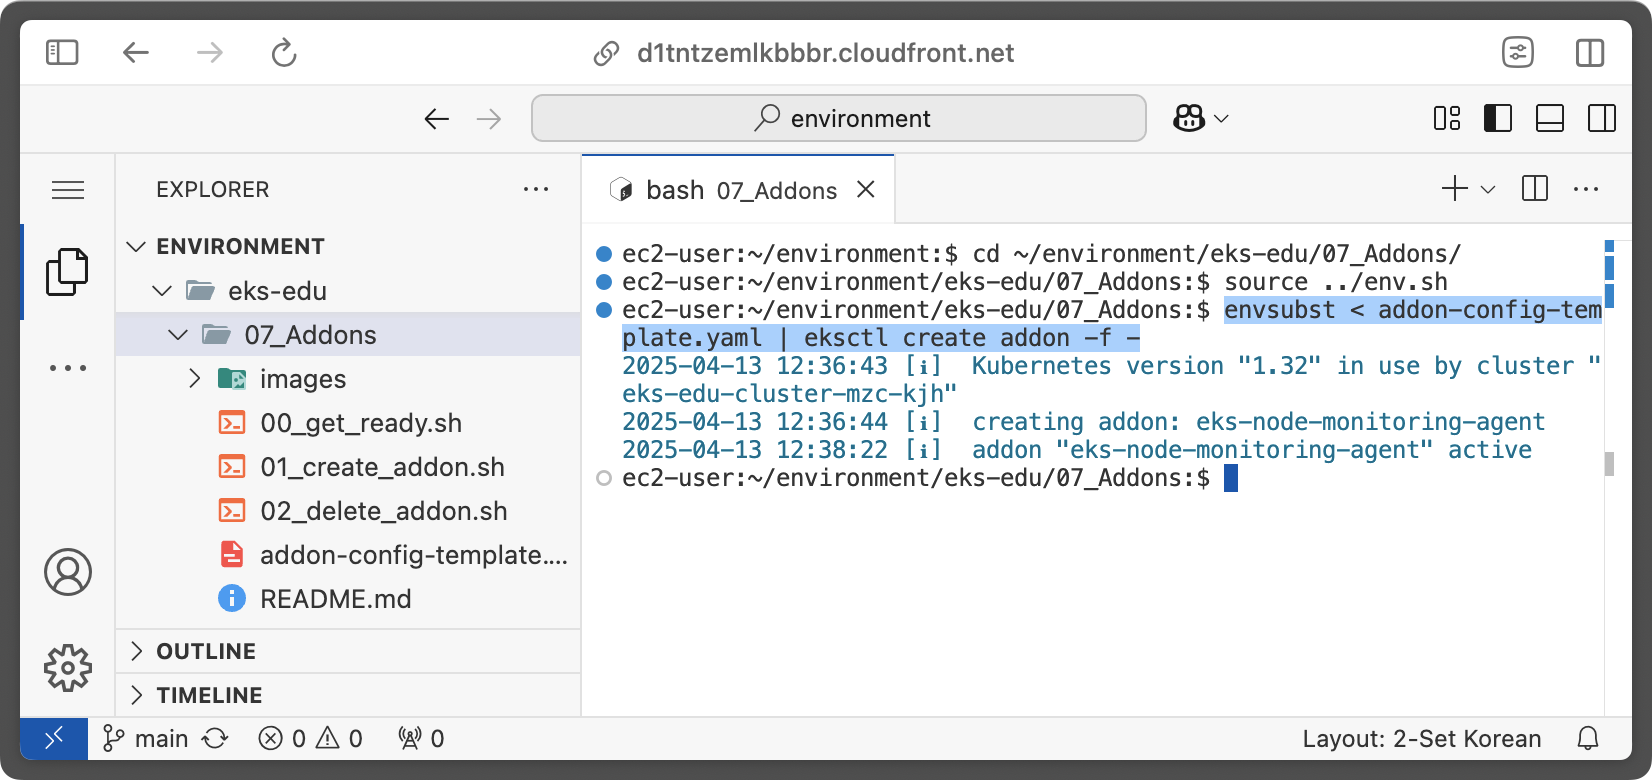 d1tntzemlkbbbr.cloudfront.net
environment
EXPLORER
bash 07_Addons
ENVIRONMENT
eks-edu
07_Addons
images
00_get_ready.sh
01_create_addon.sh
02_delete_addon.sh
addon-config-template....
README.md
OUTLINE
TIMELINE
ec2-user:~/environment:$ cd ~/environment/eks-edu/07_Addons/
ec2-user:~/environment/eks-edu/07_Addons:$ source ../env.sh
ec2-user:~/environment/eks-edu/07_Addons:$ envsubst < addon-config-tem
plate.yaml | eksctl create addon -f -
2025-04-13 12:36:43 [ℹ]  Kubernetes version "1.32" in use by cluster "
eks-edu-cluster-mzc-kjh"
2025-04-13 12:36:44 [ℹ]  creating addon: eks-node-monitoring-agent
2025-04-13 12:38:22 [ℹ]  addon "eks-node-monitoring-agent" active
ec2-user:~/environment/eks-edu/07_Addons:$
main 0 0 0
Layout: 2-Set Korean